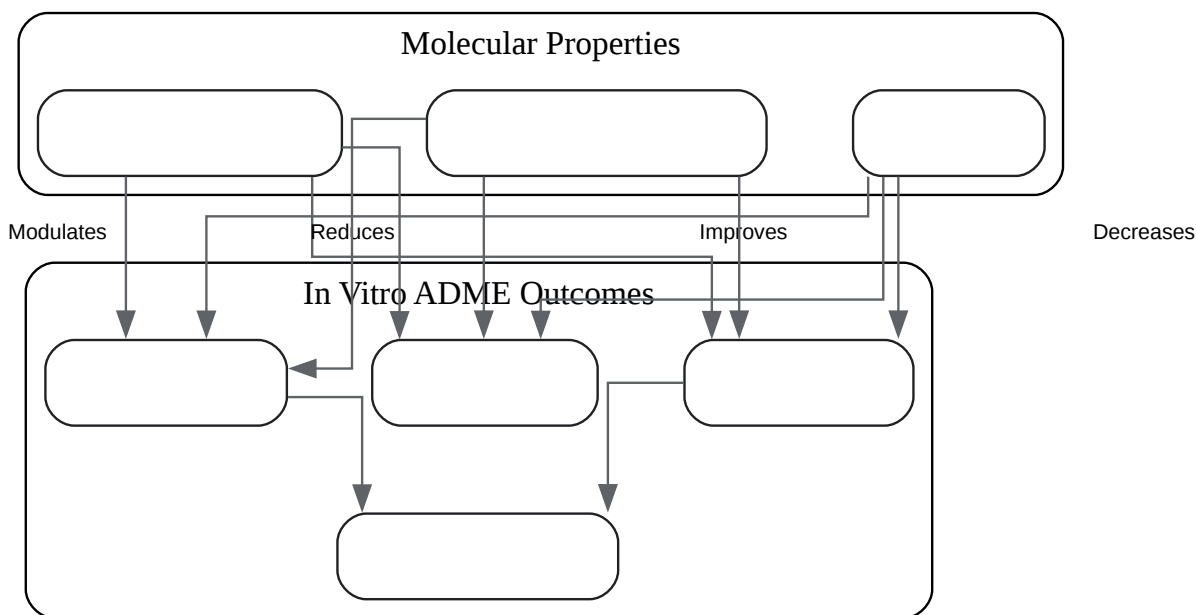 Molecular Properties
Modulates
Reduces
Improves
Decreases
In Vitro ADME Outcomes